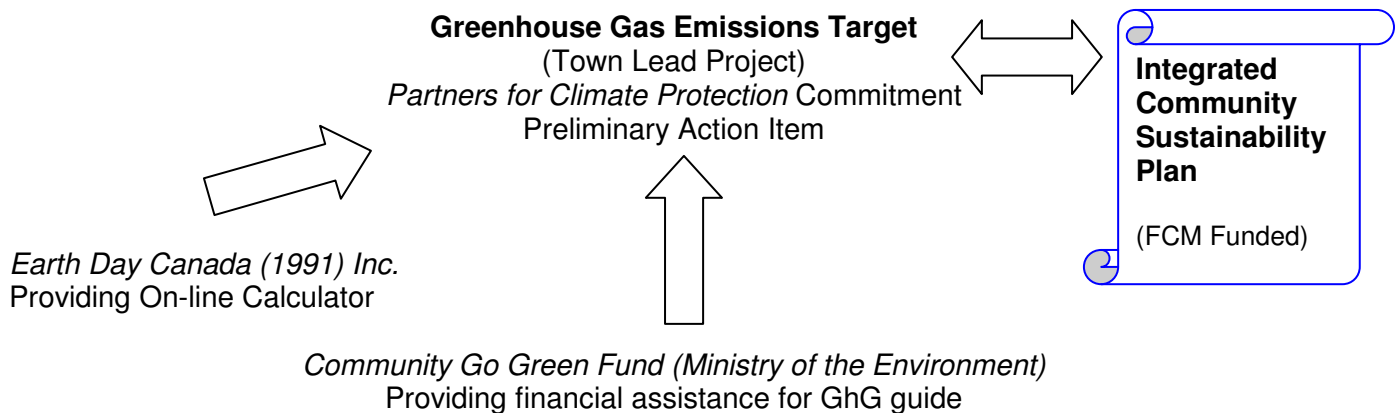 Greenhouse Gas Emissions Target
(Town Lead Project)
Partners for Climate Protection Commitment
Preliminary Action Item
Integrated
Community
Sustainability
Plan
(FCM Funded)
Earth Day Canada (1991) Inc.
Providing On-line Calculator
Community Go Green Fund (Ministry of the Environment)
Providing financial assistance for GhG guide